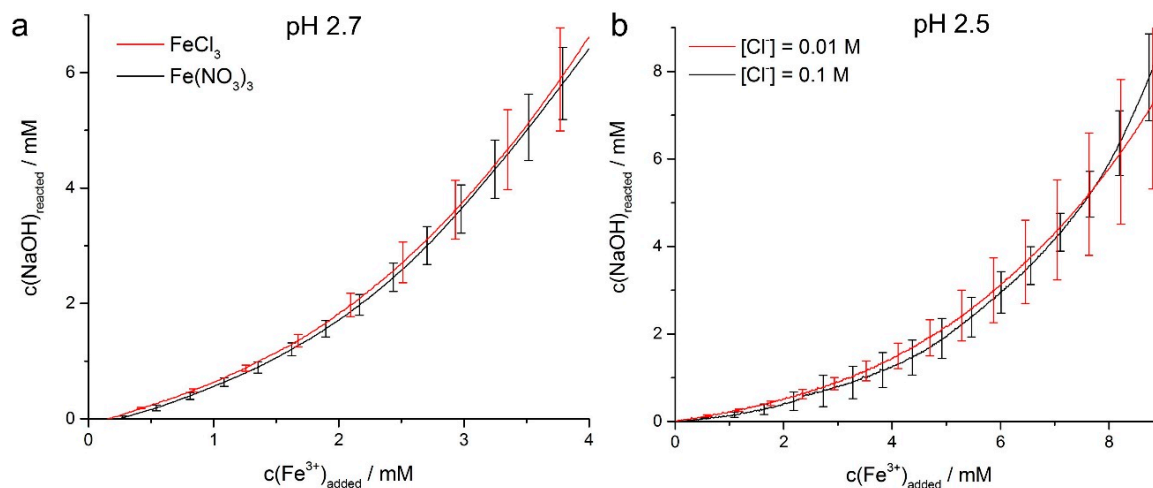 a
pH 2.7
FeCl₃
Fe(NO₃)₃
c(NaOH)reacted / mM
6
4
2
0
0 1 2 3 4
c(Fe³⁺)added / mM
b
pH 2.5
[Cl⁻] = 0.01 M
[Cl⁻] = 0.1 M
c(NaOH)reacted / mM
8
6
4
2
0
0 2 4 6 8
c(Fe³⁺)added / mM